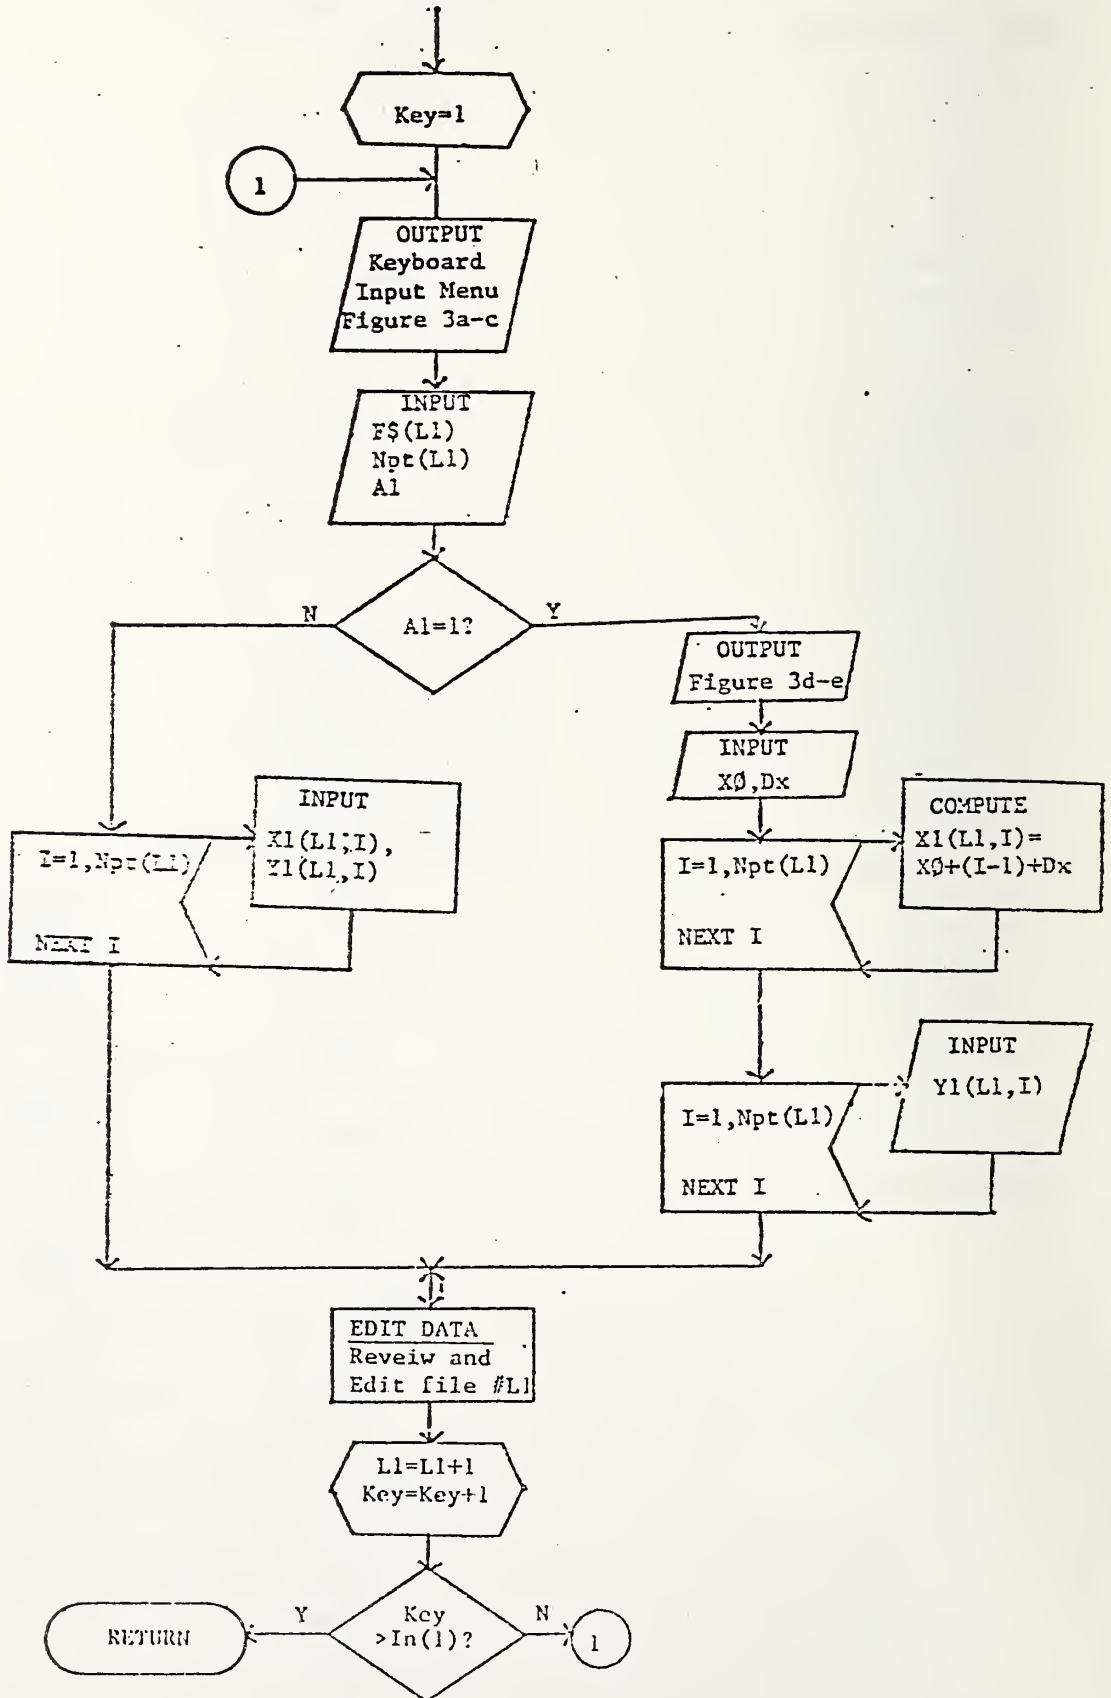 Key=1
1
OUTPUT
Keyboard
Input Menu
Figure 3a-c
INPUT
F$(L1)
Npt(L1)
A1
N
A1=1?
Y
OUTPUT
Figure 3d-e
INPUT
XØ,Dx
INPUT
X1(L1,I),
Y1(L1,I)
I=1,Npt(L1)
NEXT I
COMPUTE
X1(L1,I)=
XØ+(I-1)+Dx
I=1,Npt(L1)
NEXT I
INPUT
Y1(L1,I)
I=1,Npt(L1)
NEXT I
EDIT DATA
Reveiw and
Edit file #L1
L1=L1+1
Key=Key+1
Key
>In(1)?
Y
N
RETURN
1